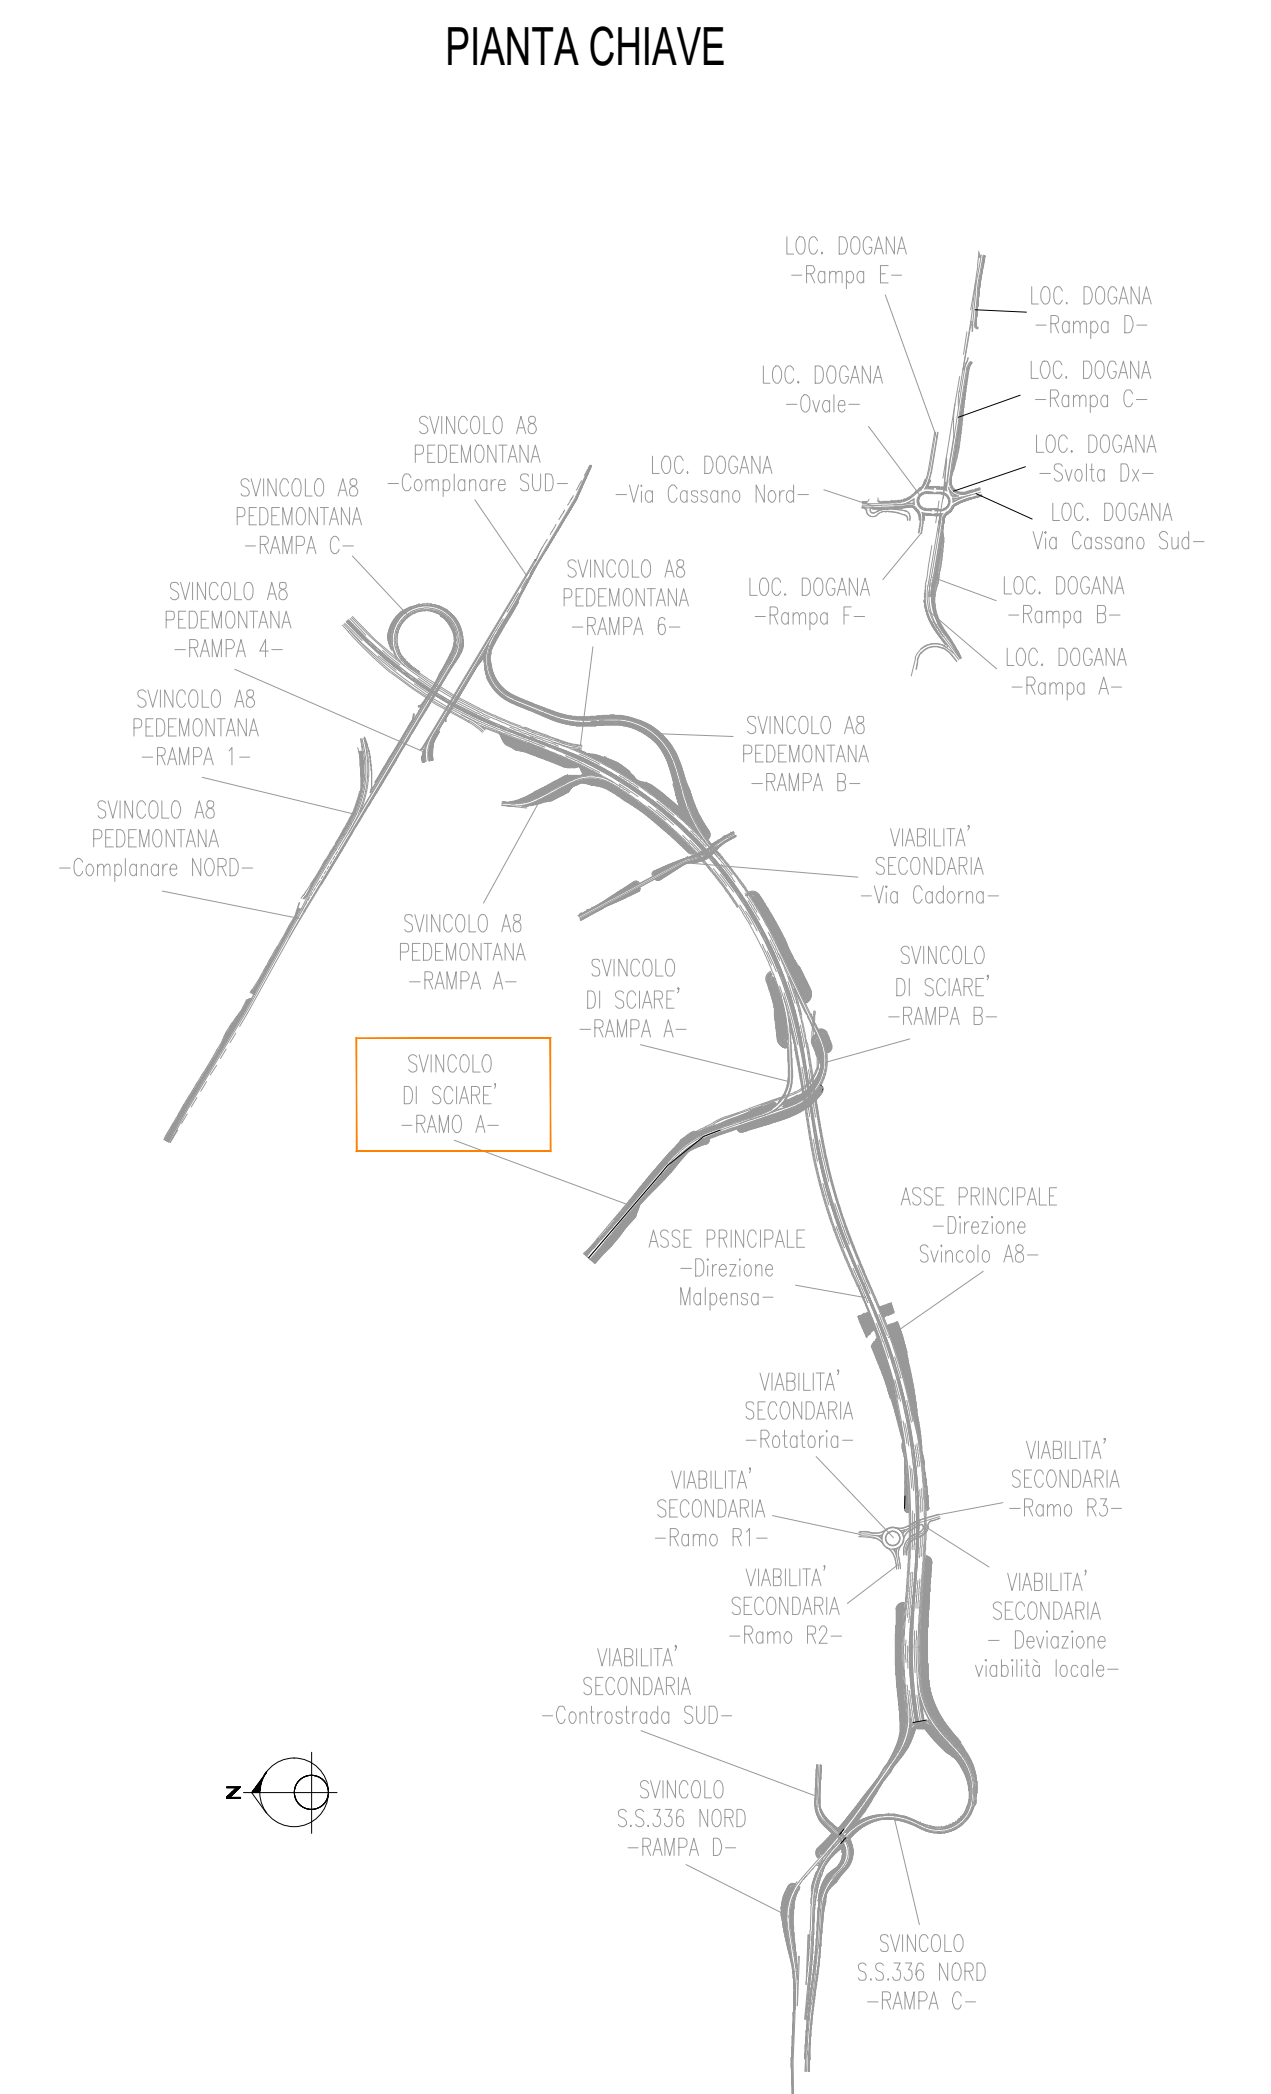 PIANTA CHIAVE
LOC. DOGANA
-Rampa E-
LOC. DOGANA
-Rampa D-
LOC. DOGANA
-Ovale-
LOC. DOGANA
-Rampa C-
SVINCOLO A8
PEDEMONTANA
-Complanare SUD-
LOC. DOGANA
-Svolta Dx-
LOC. DOGANA
-Via Cassano Nord-
SVINCOLO A8
PEDEMONTANA
-RAMPA C-
LOC. DOGANA
Via Cassano Sud-
SVINCOLO A8
PEDEMONTANA
-RAMPA 6-
LOC. DOGANA
-Rampa F-
LOC. DOGANA
-Rampa B-
SVINCOLO A8
PEDEMONTANA
-RAMPA 4-
LOC. DOGANA
-Rampa A-
SVINCOLO A8
PEDEMONTANA
-RAMPA 1-
SVINCOLO A8
PEDEMONTANA
-RAMPA B-
SVINCOLO A8
PEDEMONTANA
-Complanare NORD-
VIABILITA'
SECONDARIA
-Via Cadorna-
SVINCOLO A8
PEDEMONTANA
-RAMPA A-
SVINCOLO
DI SCIARE'
-RAMPA A-
SVINCOLO
DI SCIARE'
-RAMPA B-
SVINCOLO
DI SCIARE'
-RAMO A-
ASSE PRINCIPALE
-Direzione
Svincolo A8-
ASSE PRINCIPALE
-Direzione
Malpensa-
VIABILITA'
SECONDARIA
-Rotatoria-
VIABILITA'
SECONDARIA
-Ramo R3-
VIABILITA'
SECONDARIA
-Ramo R1-
VIABILITA'
SECONDARIA
-Ramo R2-
VIABILITA'
SECONDARIA
- Deviazione
viabilità locale-
VIABILITA'
SECONDARIA
-Controstrada SUD-
N
SVINCOLO
S.S.336 NORD
-RAMPA D-
SVINCOLO
S.S.336 NORD
-RAMPA C-